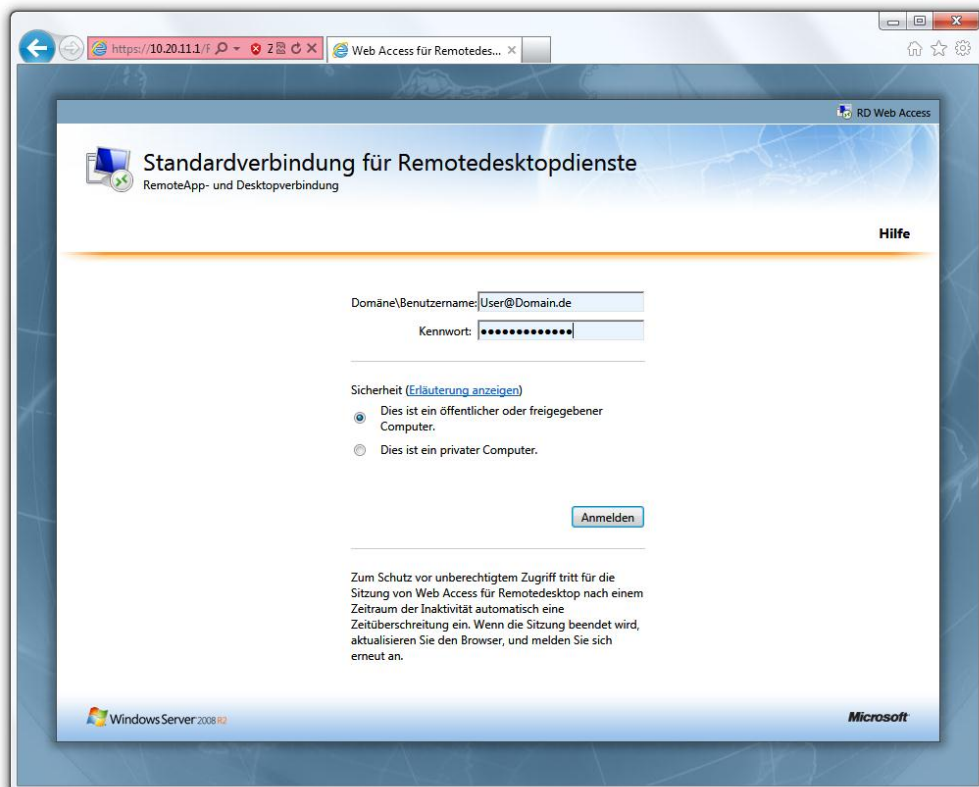 https://10.20.11.1/
Web Access für Remotedes...
RD Web Access
Standardverbindung für Remotedesktopdienste
RemoteApp- und Desktopverbindung
Hilfe
Domäne\Benutzername: User@Domain.de
Kennwort: •••••••••••••
Sicherheit (Erläuterung anzeigen)
Dies ist ein öffentlicher oder freigegebener
Computer.
Dies ist ein privater Computer.
Anmelden
Zum Schutz vor unberechtigtem Zugriff tritt für die
Sitzung von Web Access für Remotedesktop nach einem
Zeitraum der Inaktivität automatisch eine
Zeitüberschreitung ein. Wenn die Sitzung beendet wird,
aktualisieren Sie den Browser, und melden Sie sich
erneut an.
Windows Server 2008 R2
Microsoft